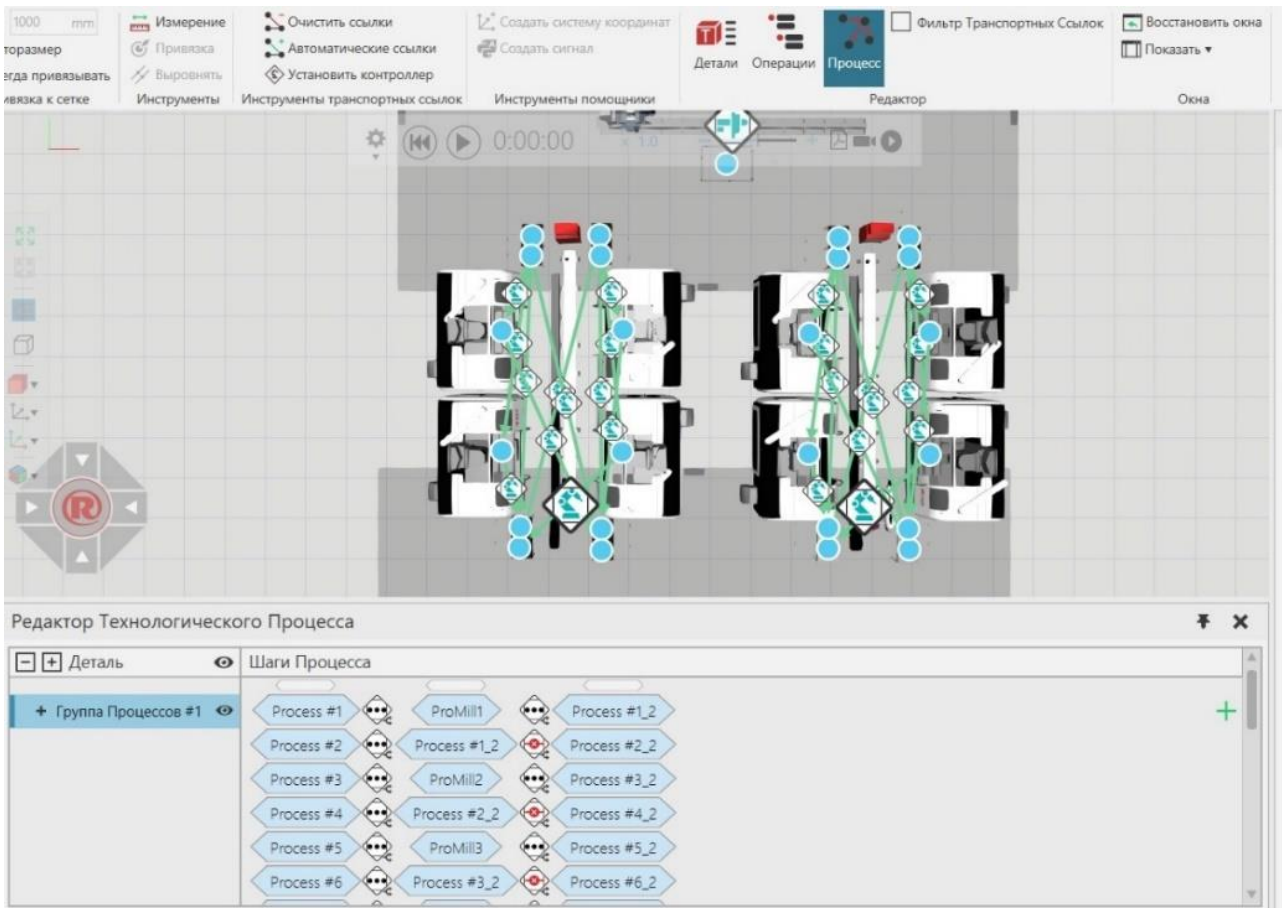 1000 mm
Измерение
Очистить ссылки
Создать систему координат
Фильтр Транспортных Ссылок
Восстановить окна
торазмер
Привязка
Автоматические ссылки
Создать сигнал
Детали
Операции
Процесс
Показать
егда привязывать
Выровнять
Установить контроллер
ивязка к сетке
Инструменты
Инструменты транспортных ссылок
Инструменты помощники
Редактор
Окна
0:00:00
x 1.0
R
Редактор Технологического Процесса
Деталь
Шаги Процесса
Группа Процессов #1
Process #1 ProMill1 Process #1_2
Process #2 Process #1_2 Process #2_2
Process #3 ProMill2 Process #3_2
Process #4 Process #2_2 Process #4_2
Process #5 ProMill3 Process #5_2
Process #6 Process #3_2 Process #6_2